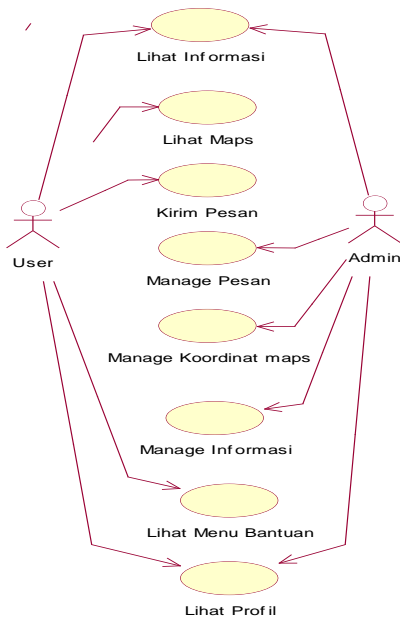 Lihat Informasi
Lihat Maps
Kirim Pesan
User
Admin
Manage Pesan
Manage Koordinat maps
Manage Informasi
Lihat Menu Bantuan
Lihat Profil